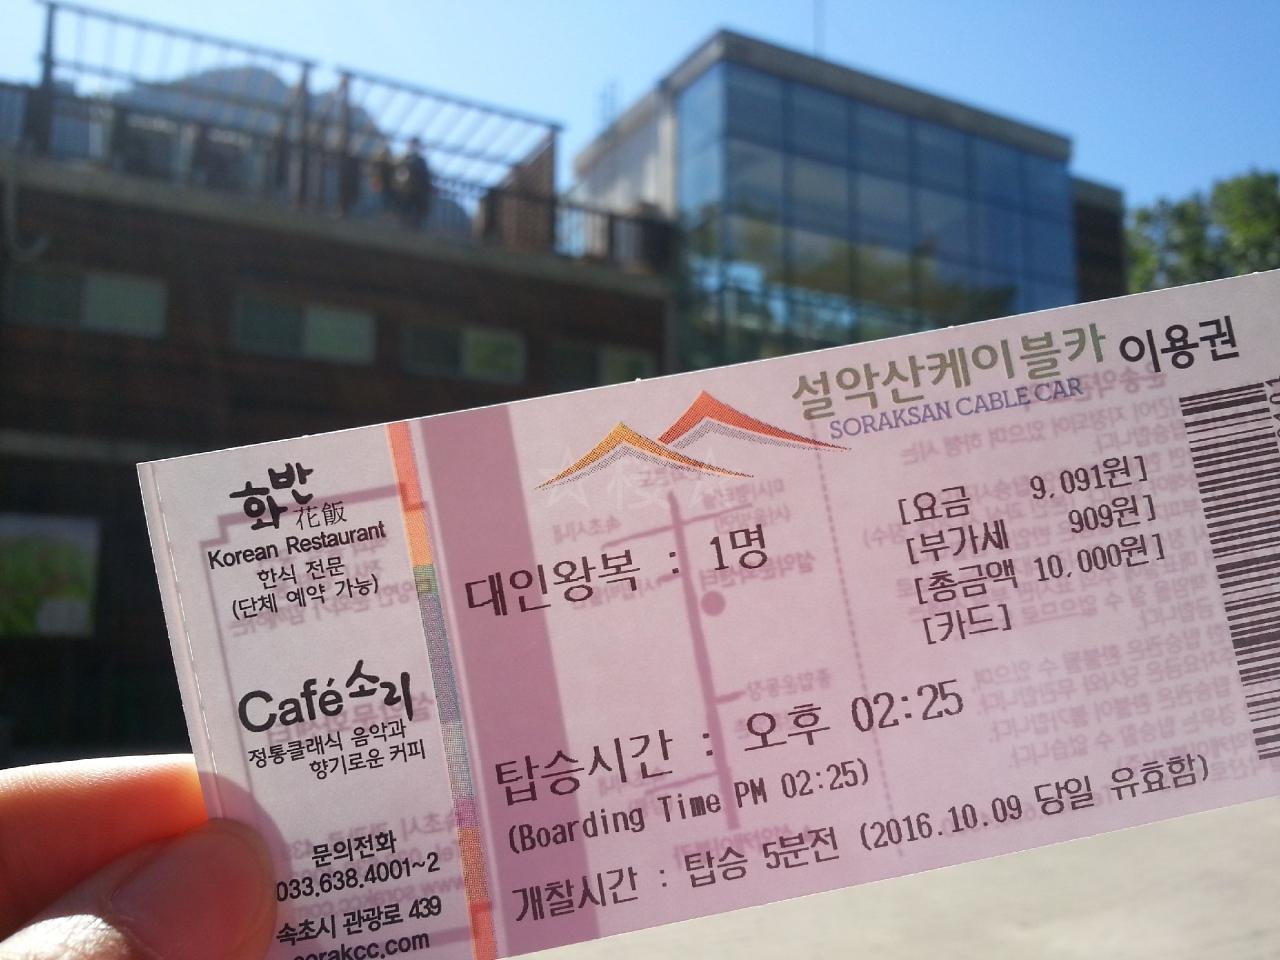 화반
花飯
Korean Restaurant
한식 전문
(단체 예약 가능)
Café소리
정통클래식 음악과
향기로운 커피
문의전화
033.638.4001~2
속초시 관광로 439
sorakcc.com
설악산케이블카 이용권
SORAKSAN CABLE CAR
대인왕복 : 1명
[요금 9,091원]
[부가세 909원]
[총금액 10,000원]
[카드]
탑승시간 : 오후 02:25
(Boarding Time PM 02:25)
개찰시간 : 탑승 5분전 (2016.10.09 당일 유효함)